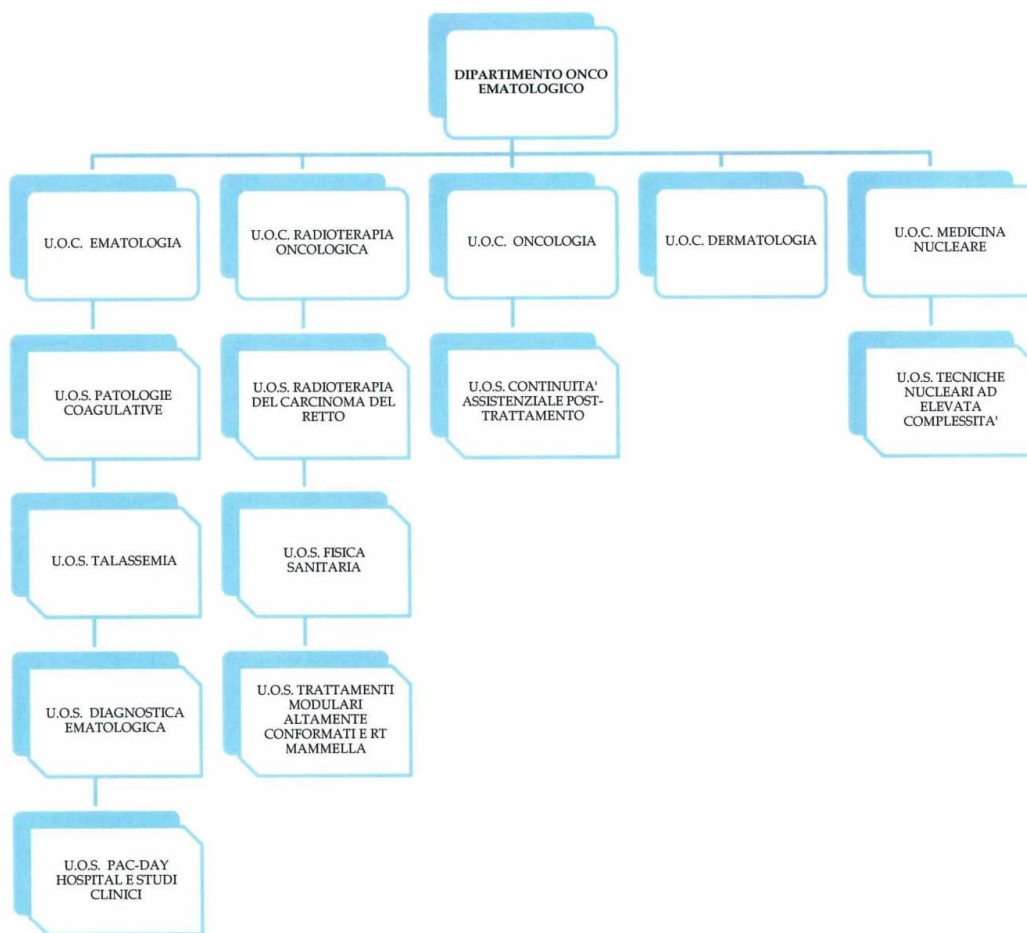 DIPARTIMENTO ONCO
EMATOLOGICO
U.O.C. EMATOLOGIA
U.O.C. RADIOTERAPIA
ONCOLOGICA
U.O.C. ONCOLOGIA
U.O.C. DERMATOLOGIA
U.O.C. MEDICINA
NUCLEARE
U.O.S. PATOLOGIE
COAGULATIVE
U.O.S. RADIOTERAPIA
DEL CARCINOMA DEL
RETTO
U.O.S. CONTINUITA'
ASSISTENZIALE POST-
TRATTAMENTO
U.O.S. TECNICHE
NUCLEARI AD
ELEVATA
COMPLESSITA'
U.O.S. TALASSEMIA
U.O.S. FISICA
SANITARIA
U.O.S. DIAGNOSTICA
EMATOLOGICA
U.O.S. TRATTAMENTI
MODULARI
ALTAMENTE
CONFORMATI E RT
MAMMELLA
U.O.S. PAC-DAY
HOSPITAL E STUDI
CLINICI